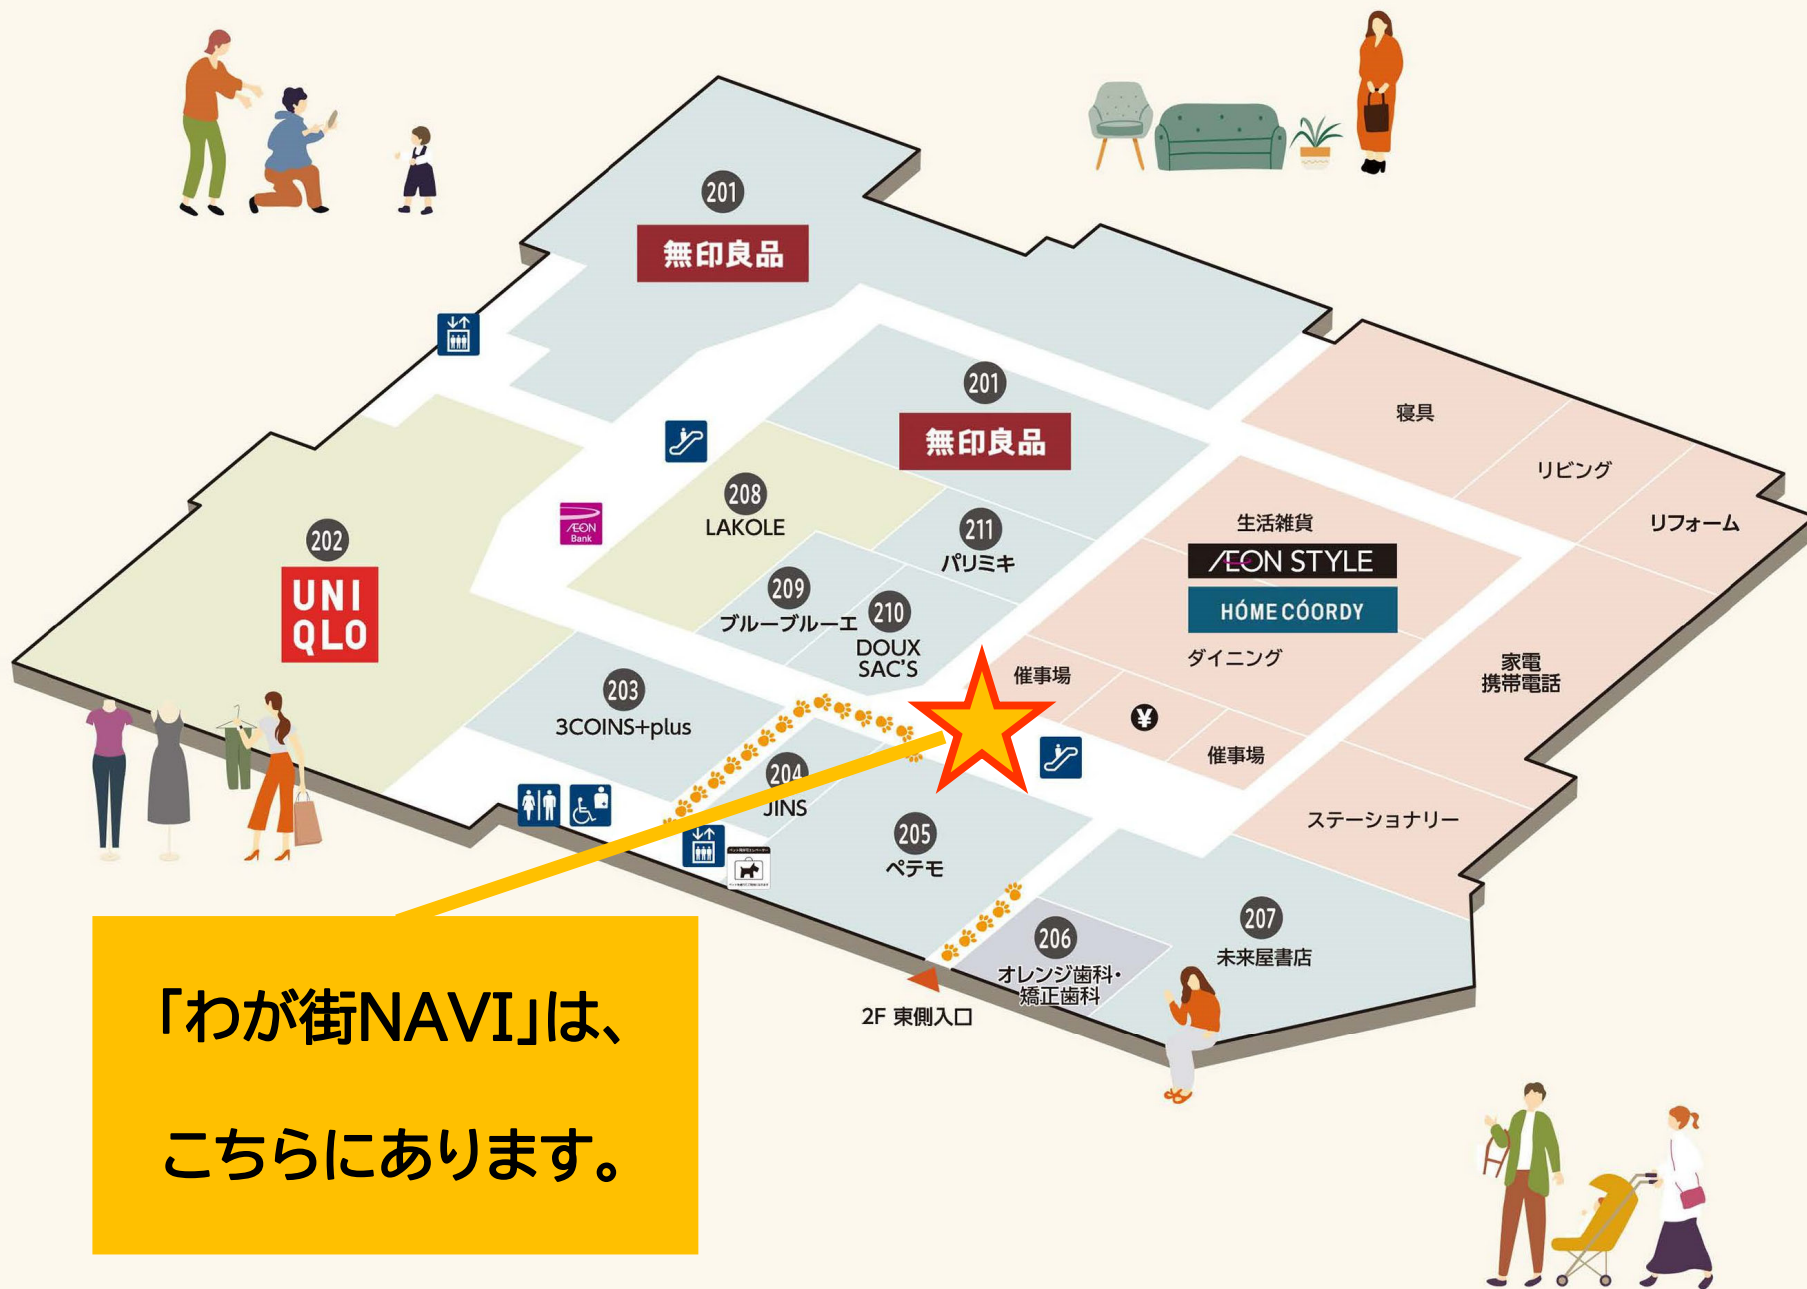 201
無印良品
201
無印良品
寝具
リビング
リフォーム
208
LAKOLE
211
パリミキ
生活雑貨
ÆON STYLE
HÓME CÓORDY
ÆON
Bank
202
UNI
QLO
209
ブルーブルーエ
210
DOUX
SAC'S
ダイニング
催事場
家電
携帯電話
203
3COINS+plus
¥
催事場
204
JINS
ステーショナリー
205
ペテモ
206
オレンジ歯科・
矯正歯科
207
未来屋書店
2F 東側入口
「わが街NAVI」は、
こちらにあります。